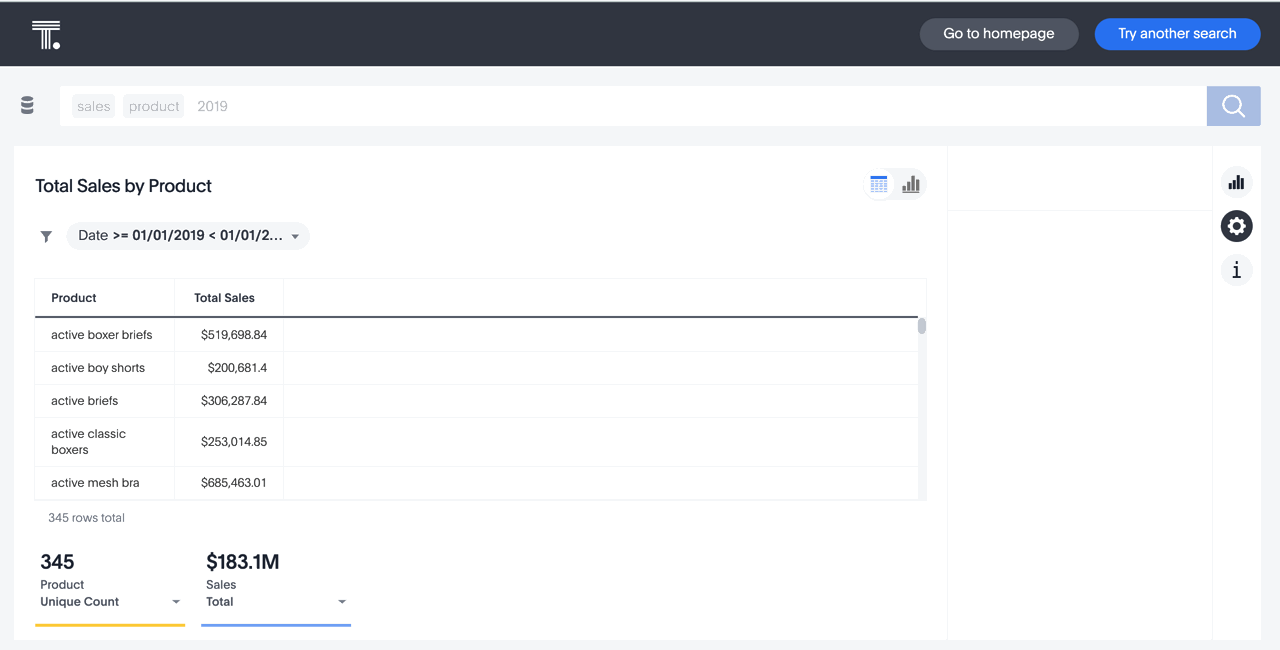 T.
Go to homepage
Try another search
sales product 2019
Total Sales by Product
Date >= 01/01/2019 < 01/01/2...
Product Total Sales
active boxer briefs $519,698.84
active boy shorts $200,681.4
active briefs $306,287.84
active classic
boxers $253,014.85
active mesh bra $685,463.01
345 rows total
345 $183.1M
Product Sales
Unique Count Total
i